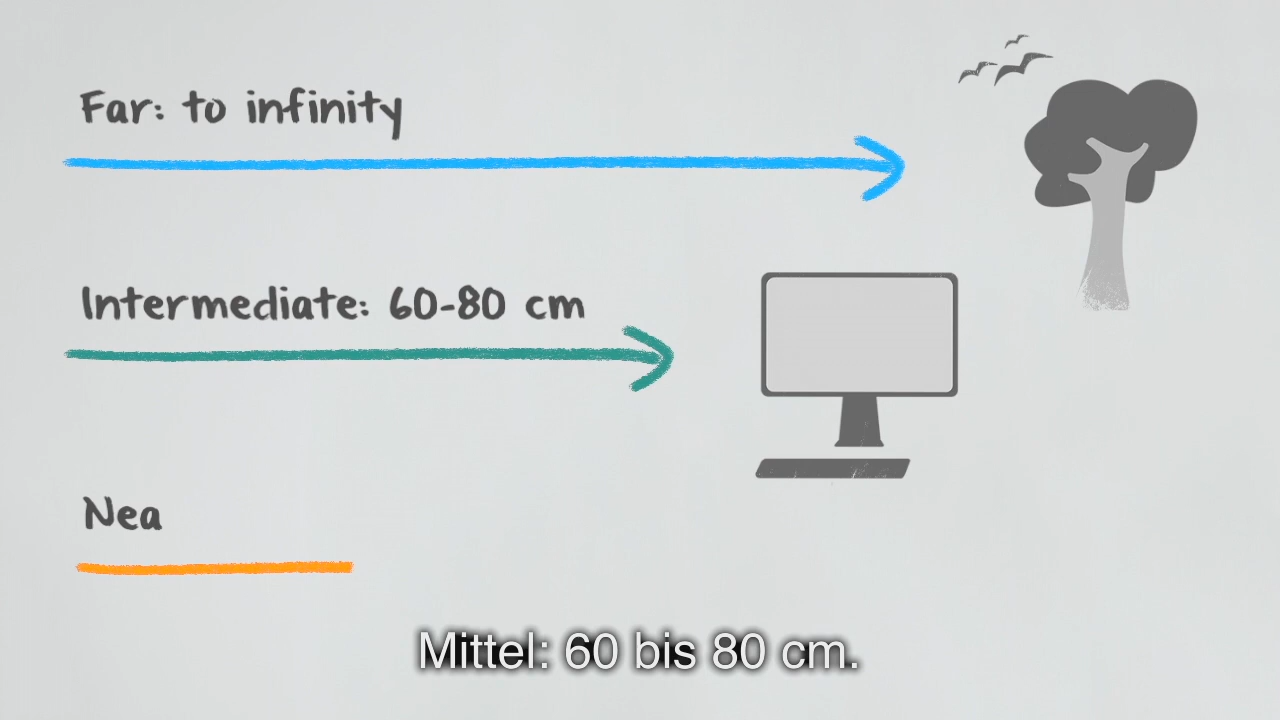 Far: to infinity
Intermediate: 60-80 cm
Nea
Mittel: 60 bis 80 cm.